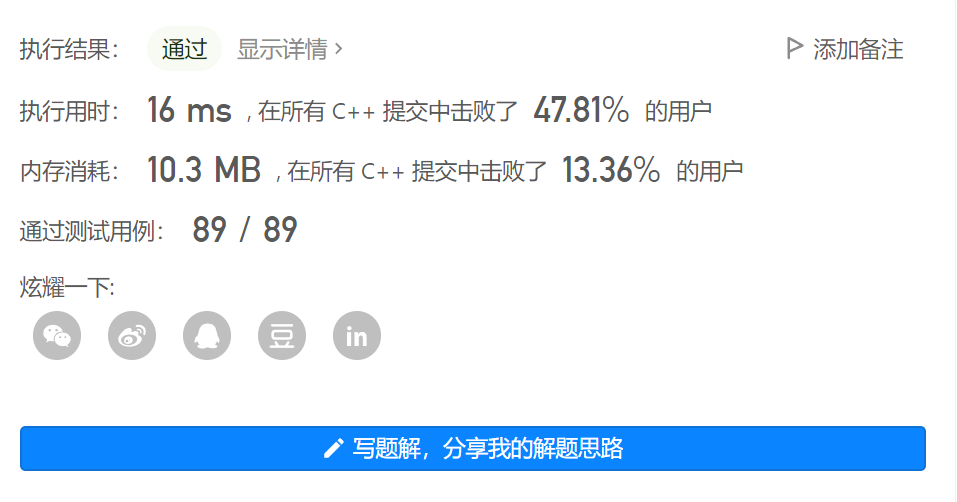 执行结果： 通过 显示详情 › 添加备注
执行用时： 16 ms ，在所有 C++ 提交中击败了 47.81% 的用户
内存消耗： 10.3 MB ，在所有 C++ 提交中击败了 13.36% 的用户
通过测试用例： 89 / 89
炫耀一下:
豆 in
写题解，分享我的解题思路